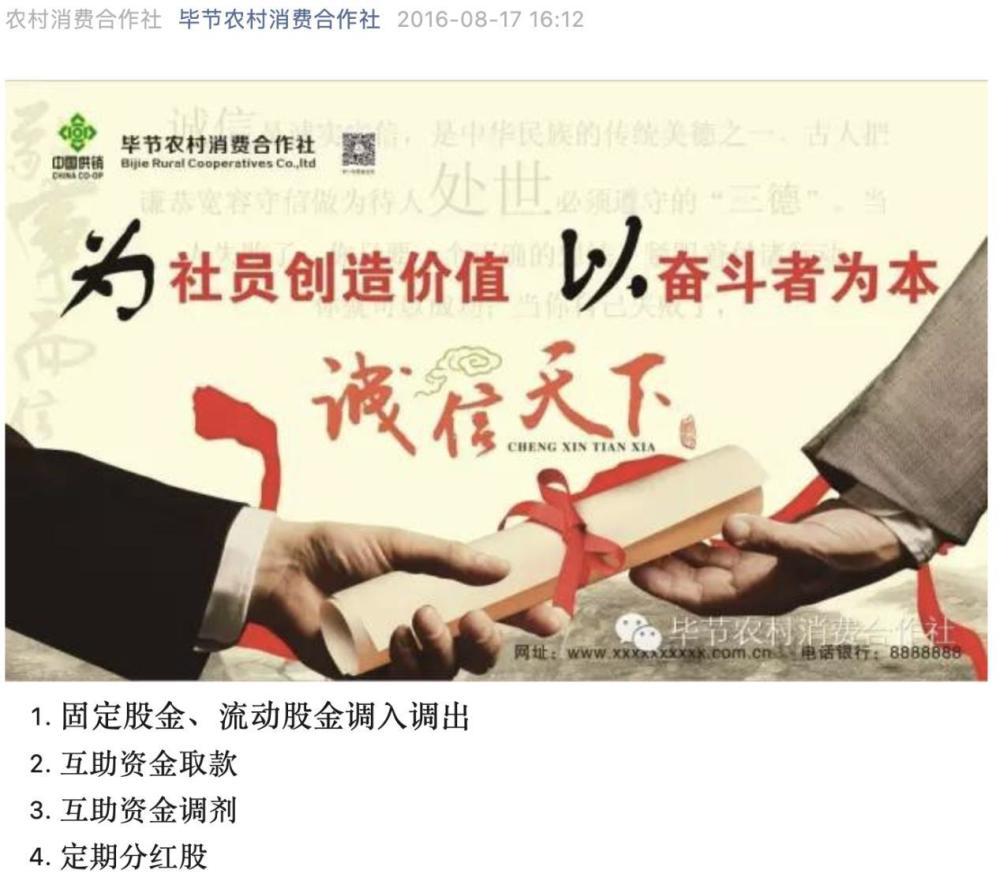 农村消费合作社 毕节农村消费合作社 2016-08-17 16:12
中国供销
CHINA CO-OP
毕节农村消费合作社
Bijie Rural Cooperatives Co.,ltd
诚信 诚实守信，是中华民族的传统美德之一、古人把
谦恭宽容守信做为待人处世必须遵守的“三德”。当
为社员创造价值 以奋斗者为本
诚信天下
CHENG XIN TIAN XIA
而信
毕节农村消费合作社
网址：www.xxxxxxxxxk.com.cn 电话银行：8888888
1. 固定股金、流动股金调入调出
2. 互助资金取款
3. 互助资金调剂
4. 定期分红股